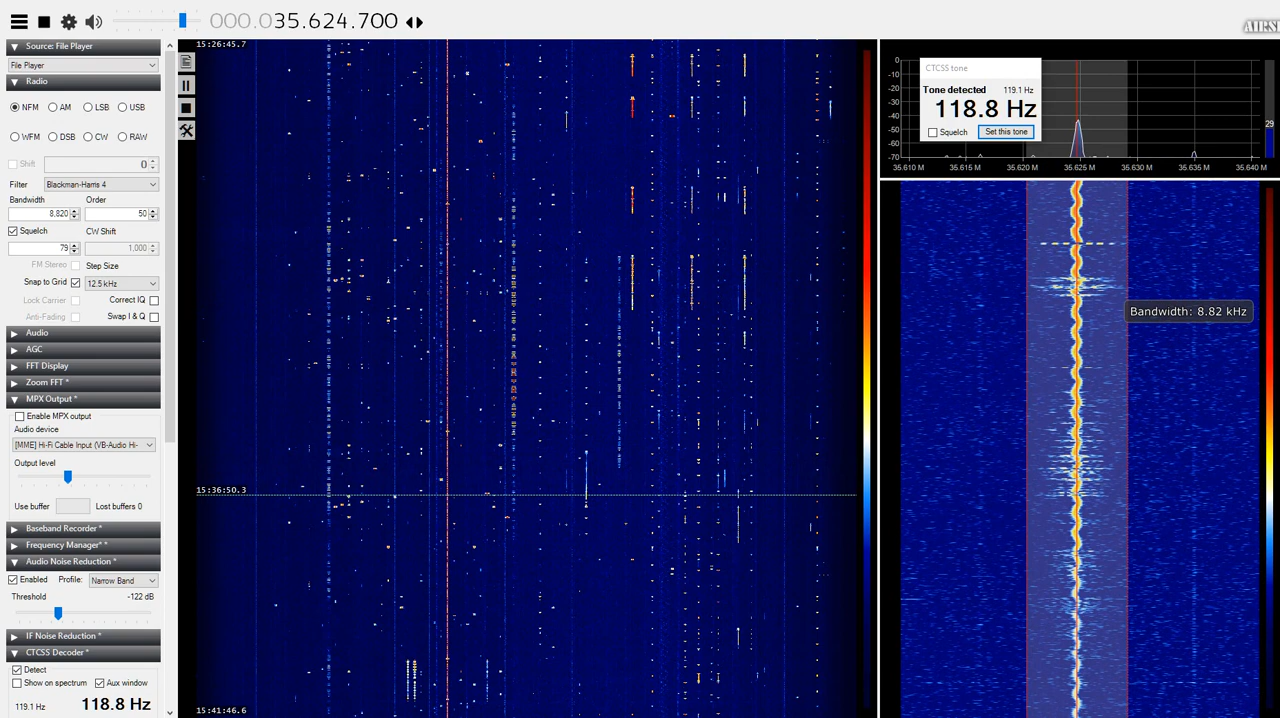 000.035.624.700
AIRS
Source: File Player
File Player
Radio
NFM AM LSB USB
WFM DSB CW RAW
Shift 0
Filter Blackman-Harris 4
Bandwidth Order
8.820 50
Squelch CW Shift
79 1,000
FM Stereo Step Size
Snap to Grid 12.5 kHz
Lock Carrier Correct IQ
Anti-Fading Swap I & Q
Audio
AGC
FFT Display
Zoom FFT *
MPX Output *
Enable MPX output
Audio device
[MME] Hi-Fi Cable Input (VB-Audio Hi-
Output level
Use buffer Lost buffers 0
Baseband Recorder *
Frequency Manager* *
Audio Noise Reduction *
Enabled Profile: Narrow Band
Threshold -122 dB
IF Noise Reduction *
CTCSS Decoder *
Detect
Show on spectrum Aux window
119.1 Hz 118.8 Hz
15:26:45.7
15:36:50.3
15:41:46.6
CTCSS tone
Tone detected 119.1 Hz
118.8 Hz
Squelch Set this tone
0
-10
-20
-30
-40
-50
-60
-70
29
35.610 M 35.615 M 35.620 M 35.625 M 35.630 M 35.635 M 35.640 M
Bandwidth: 8.82 kHz